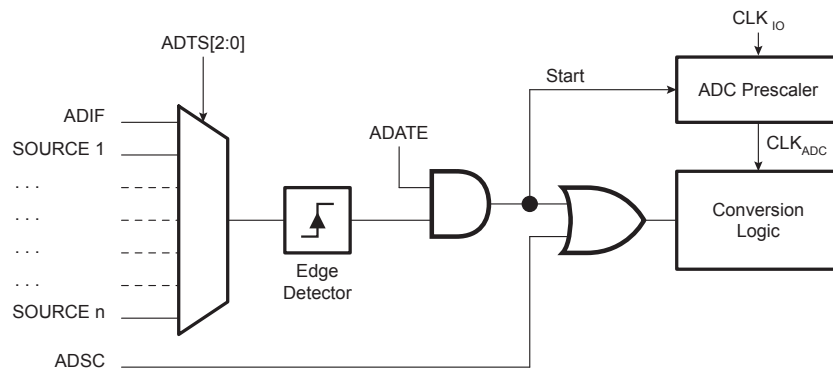 ADTS[2:0]
CLK IO
Start
ADC Prescaler
ADIF
ADATE
SOURCE 1
CLKADC
. . .
. . .
Conversion
Logic
. . .
Edge
Detector
. . .
SOURCE n
ADSC